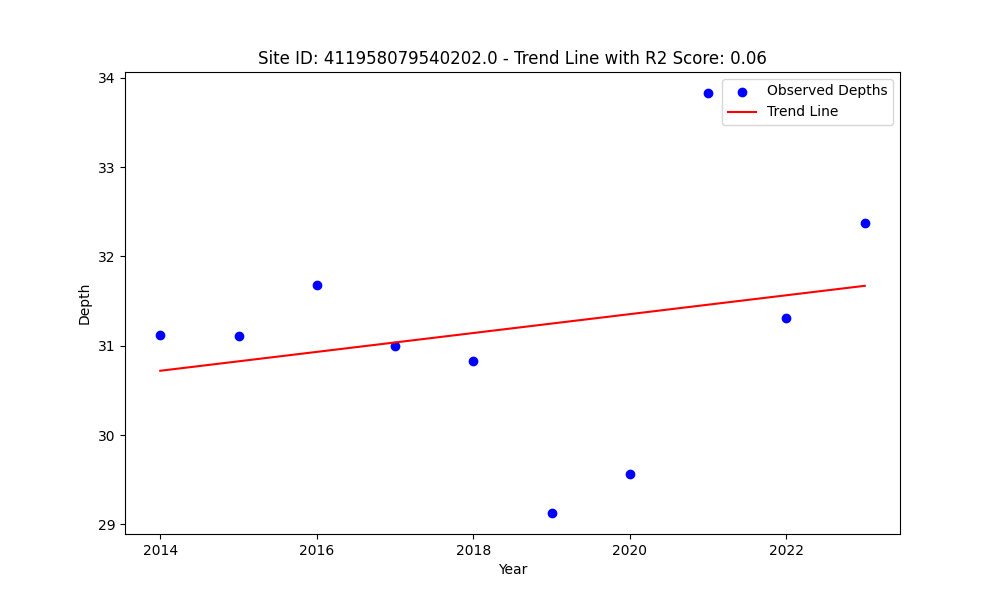 Site ID: 411958079540202.0 - Trend Line with R2 Score: 0.06
Observed Depths
Trend Line
34
33
32
31
30
29
Depth
2014
2016
2018
2020
2022
Year